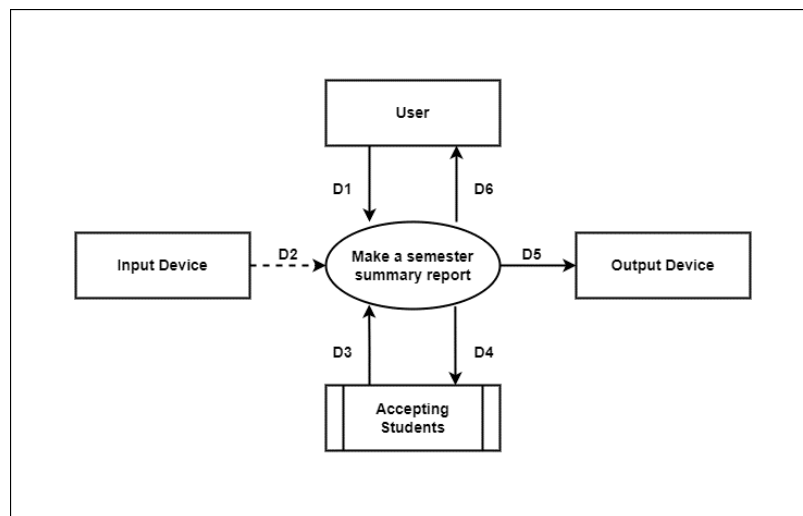 User
D1
D6
Input Device
D2
Make a semester
summary report
D5
Output Device
D3
D4
Accepting
Students